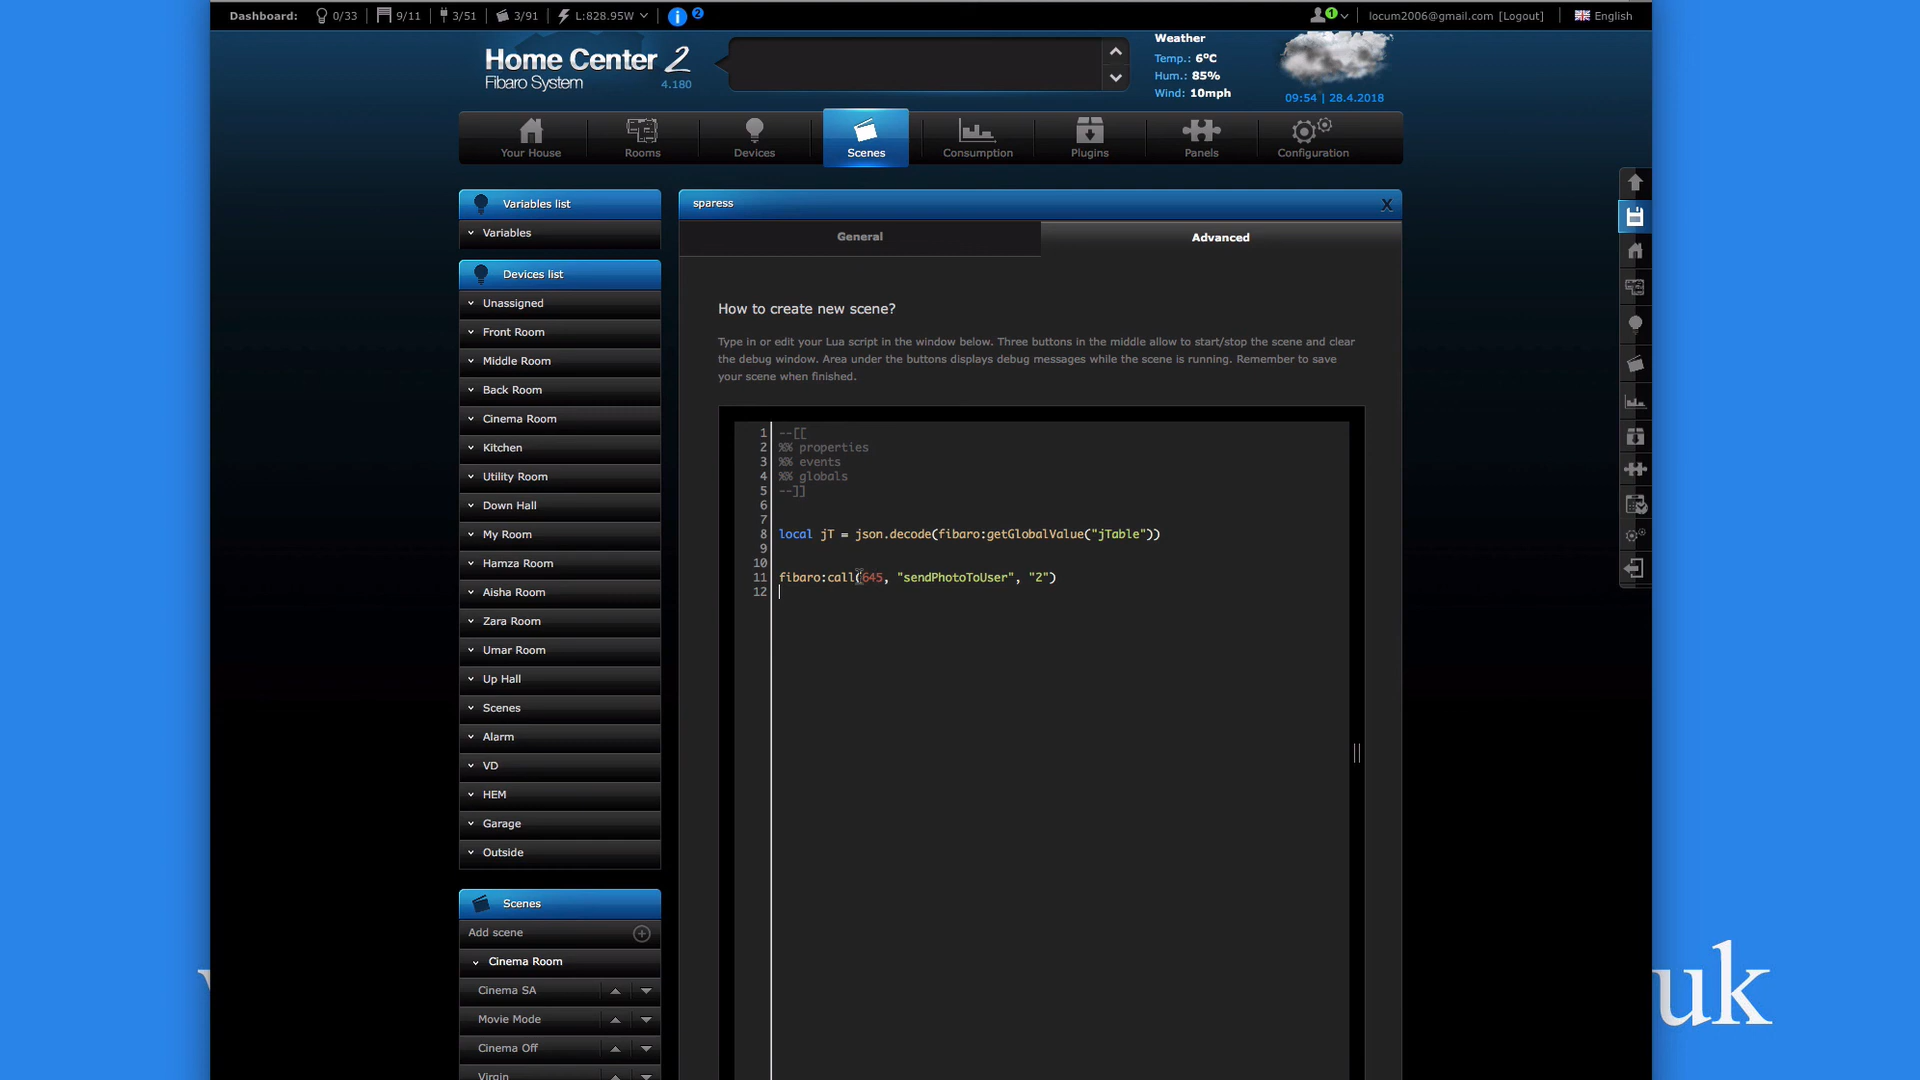 Dashboard: 0/33 9/11 3/51 3/91 L:828.95W i 2 1 locum2006@gmail.com [Logout] English
Home Center 2
Fibaro System 4.180
Weather
Temp.: 6°C
Hum.: 85%
Wind: 10mph
09:54 | 28.4.2018
Your House Rooms Devices Scenes Consumption Plugins Panels Configuration
Variables list
Variables
Devices list
Unassigned
Front Room
Middle Room
Back Room
Cinema Room
Kitchen
Utility Room
Down Hall
My Room
Hamza Room
Aisha Room
Zara Room
Umar Room
Up Hall
Scenes
Alarm
VD
HEM
Garage
Outside
Scenes
Add scene
Cinema Room
Cinema SA
Movie Mode
Cinema Off
Virgin
sparess X
General Advanced
How to create new scene?
Type in or edit your Lua script in the window below. Three buttons in the middle allow to start/stop the scene and clear
the debug window. Area under the buttons displays debug messages while the scene is running. Remember to save
your scene when finished.
1 --[[
2 %% properties
3 %% events
4 %% globals
5 --]]
6
7
8 local jT = json.decode(fibaro:getGlobalValue("jTable"))
9
10
11 fibaro:call(645, "sendPhotoToUser", "2")
12
uk